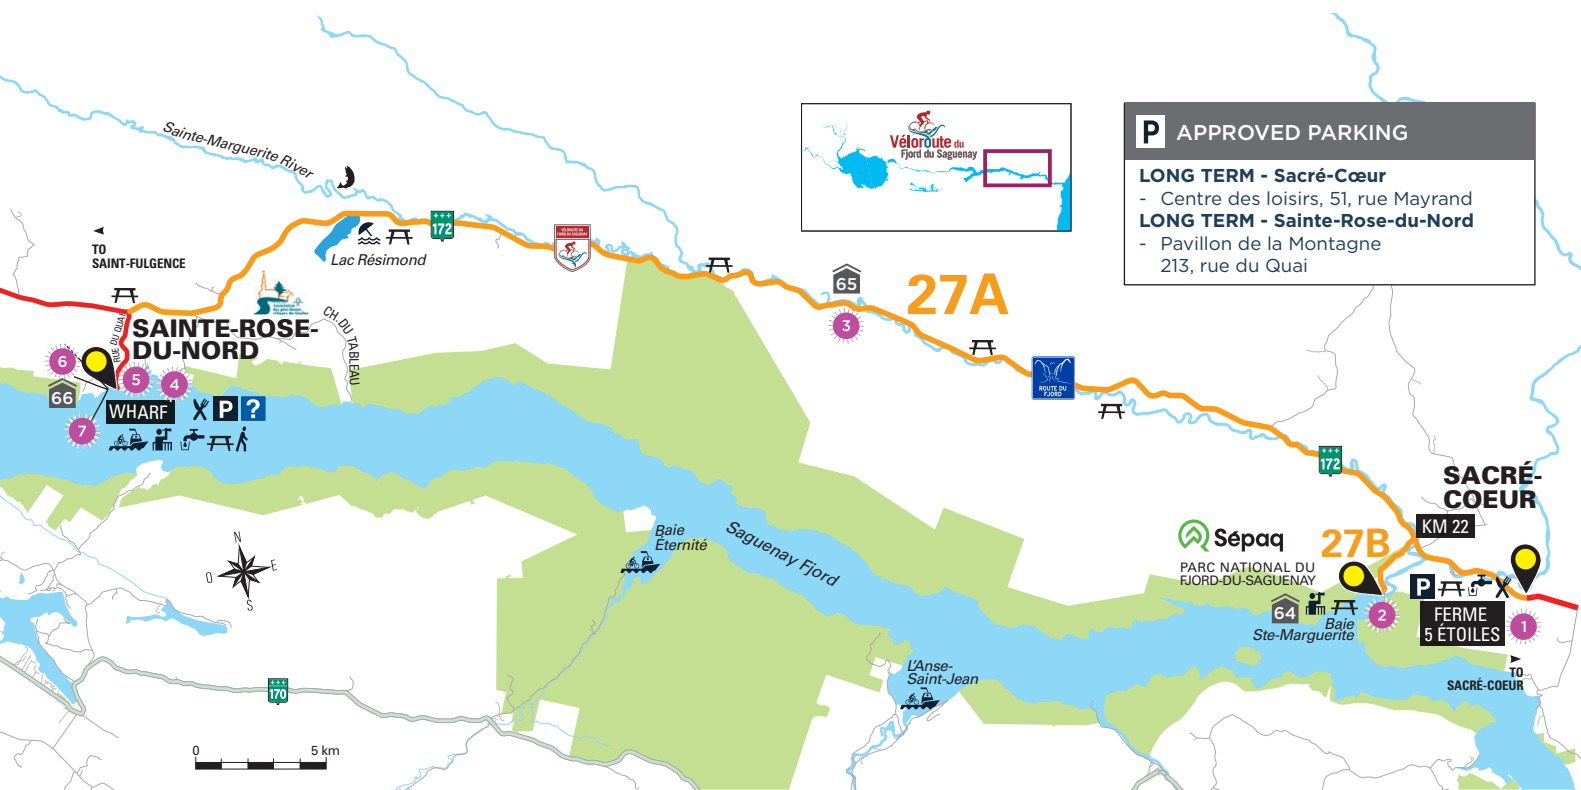 Sainte-Marguerite River
TO
SAINT-FULGENCE
172
VÉLOROUTE DU
FJORD DU SAGUENAY
Lac Résimond
Véloroute du
Fjord du Saguenay
P APPROVED PARKING
LONG TERM - Sacré-Cœur
- Centre des loisirs, 51, rue Mayrand
LONG TERM - Sainte-Rose-du-Nord
- Pavillon de la Montagne
213, rue du Quai
65
27A
3
RUE DU QUAI
SAINTE-ROSE-
DU-NORD
CH. DU TABLEAU
6
5
4
66
7
WHARF
P
?
ROUTE DU
FJORD
172
SACRÉ-
COEUR
KM 22
Sépaq
27B
PARC NATIONAL DU
FJORD-DU-SAGUENAY
64
Baie
Ste-Marguerite
2
P
FERME
5 ÉTOILES
1
TO
SACRÉ-COEUR
Baie
Éternité
Saguenay Fjord
L'Anse-
Saint-Jean
N
O
E
S
170
0
5 km